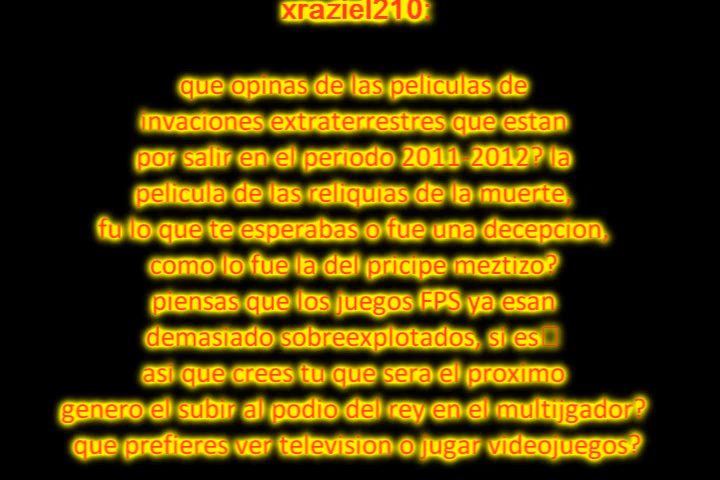 xraziel210:
que opinas de las peliculas de
invaciones extraterrestres que estan
por salir en el periodo 2011-2012? la
pelicula de las reliquias de la muerte,
fu lo que te esperabas o fue una decepcion,
como lo fue la del pricipe meztizo?
piensas que los juegos FPS ya esan
demasiado sobreexplotados, si es□
asi que crees tu que sera el proximo
genero el subir al podio del rey en el multijgador?
que prefieres ver television o jugar videojuegos?